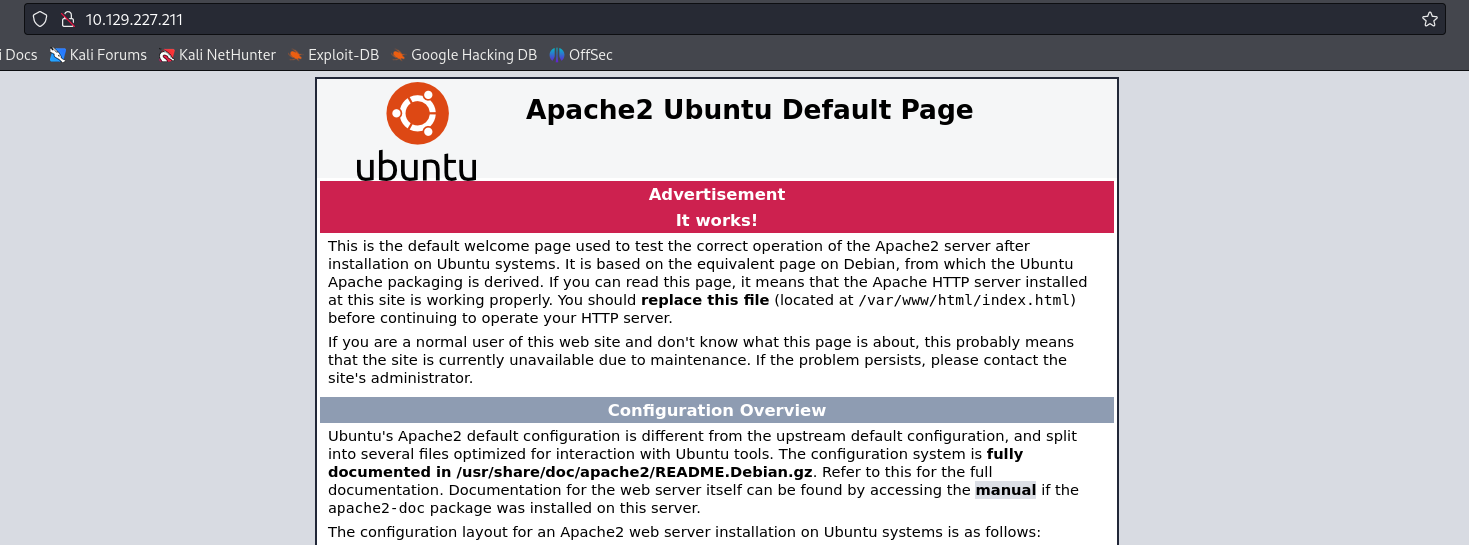 10.129.227.211
i Docs Kali Forums Kali NetHunter Exploit-DB Google Hacking DB OffSec
Apache2 Ubuntu Default Page
ubuntu
Advertisement
It works!
This is the default welcome page used to test the correct operation of the Apache2 server after
installation on Ubuntu systems. It is based on the equivalent page on Debian, from which the Ubuntu
Apache packaging is derived. If you can read this page, it means that the Apache HTTP server installed
at this site is working properly. You should replace this file (located at /var/www/html/index.html)
before continuing to operate your HTTP server.
If you are a normal user of this web site and don't know what this page is about, this probably means
that the site is currently unavailable due to maintenance. If the problem persists, please contact the
site's administrator.
Configuration Overview
Ubuntu's Apache2 default configuration is different from the upstream default configuration, and split
into several files optimized for interaction with Ubuntu tools. The configuration system is fully
documented in /usr/share/doc/apache2/README.Debian.gz. Refer to this for the full
documentation. Documentation for the web server itself can be found by accessing the manual if the
apache2-doc package was installed on this server.
The configuration layout for an Apache2 web server installation on Ubuntu systems is as follows: